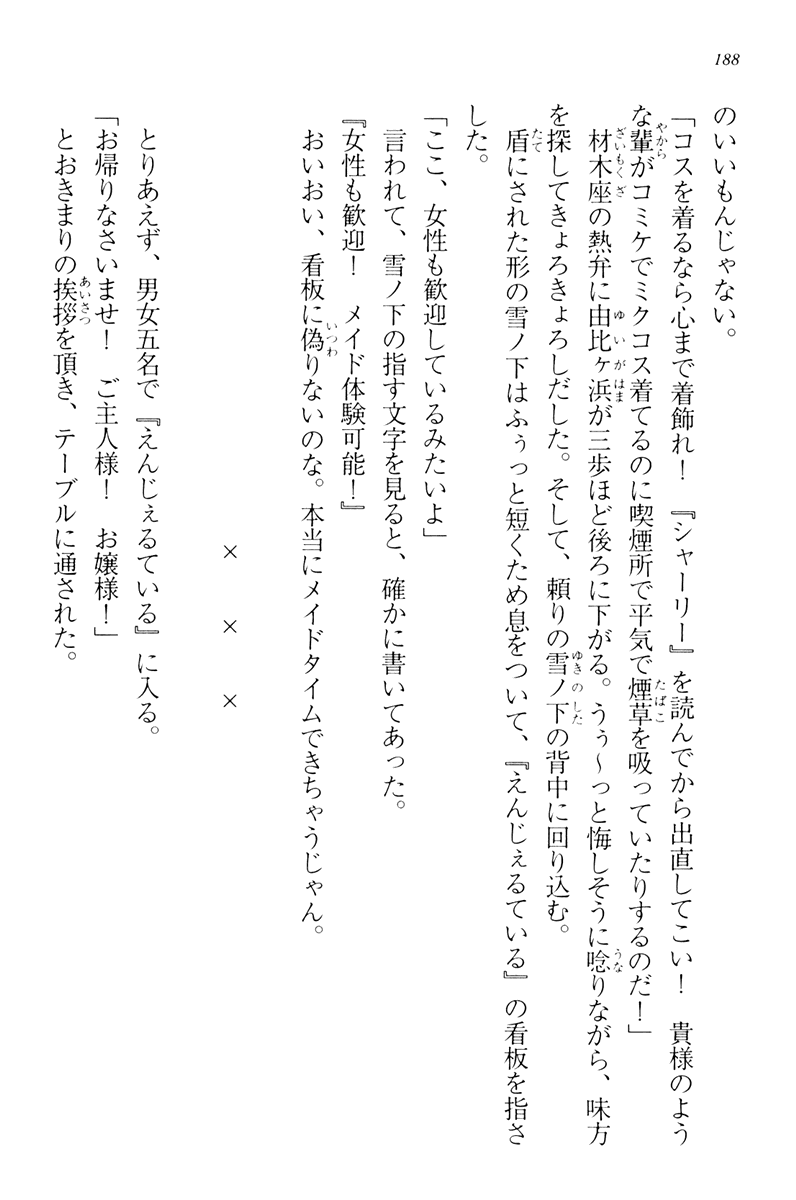 188
のいいもんじゃない。
「コスを着るなら心まで着飾れ！　『シャーリー』を読んでから出直してこい！　貴様のよう
な輩がコミケでミクコス着てるのに喫煙所で平気で煙草を吸っていたりするのだ！」
材木座の熱弁に由比ヶ浜が三歩ほど後ろに下がる。うぅ〜っと悔しそうに唸りながら、味方
を探してきょろきょろしだした。そして、頼りの雪ノ下の背中に回り込む。
盾にされた形の雪ノ下はふぅっと短くため息をついて、『えんじぇるている』の看板を指さ
した。
「ここ、女性も歓迎しているみたいよ」
言われて、雪ノ下の指す文字を見ると、確かに書いてあった。
『女性も歓迎！　メイド体験可能！』
おいおい、看板に偽りないのな。本当にメイドタイムできちゃうじゃん。
×　×　×
とりあえず、男女五名で『えんじぇるている』に入る。
「お帰りなさいませ！　ご主人様！　お嬢様！」
とおきまりの挨拶を頂き、テーブルに通された。